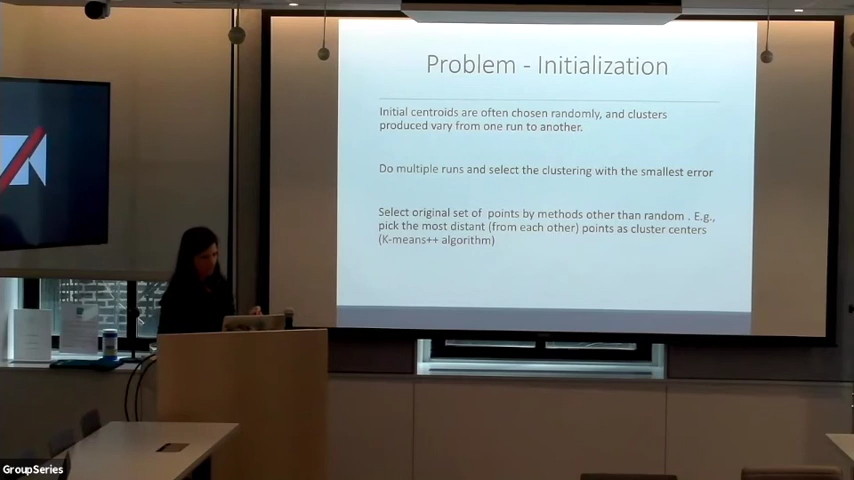 Problem - Initialization
Initial centroids are often chosen randomly, and clusters
produced vary from one run to another.
Do multiple runs and select the clustering with the smallest error
Select original set of points by methods other than random . E.g.,
pick the most distant (from each other) points as cluster centers
(K-means++ algorithm)
GroupSeries